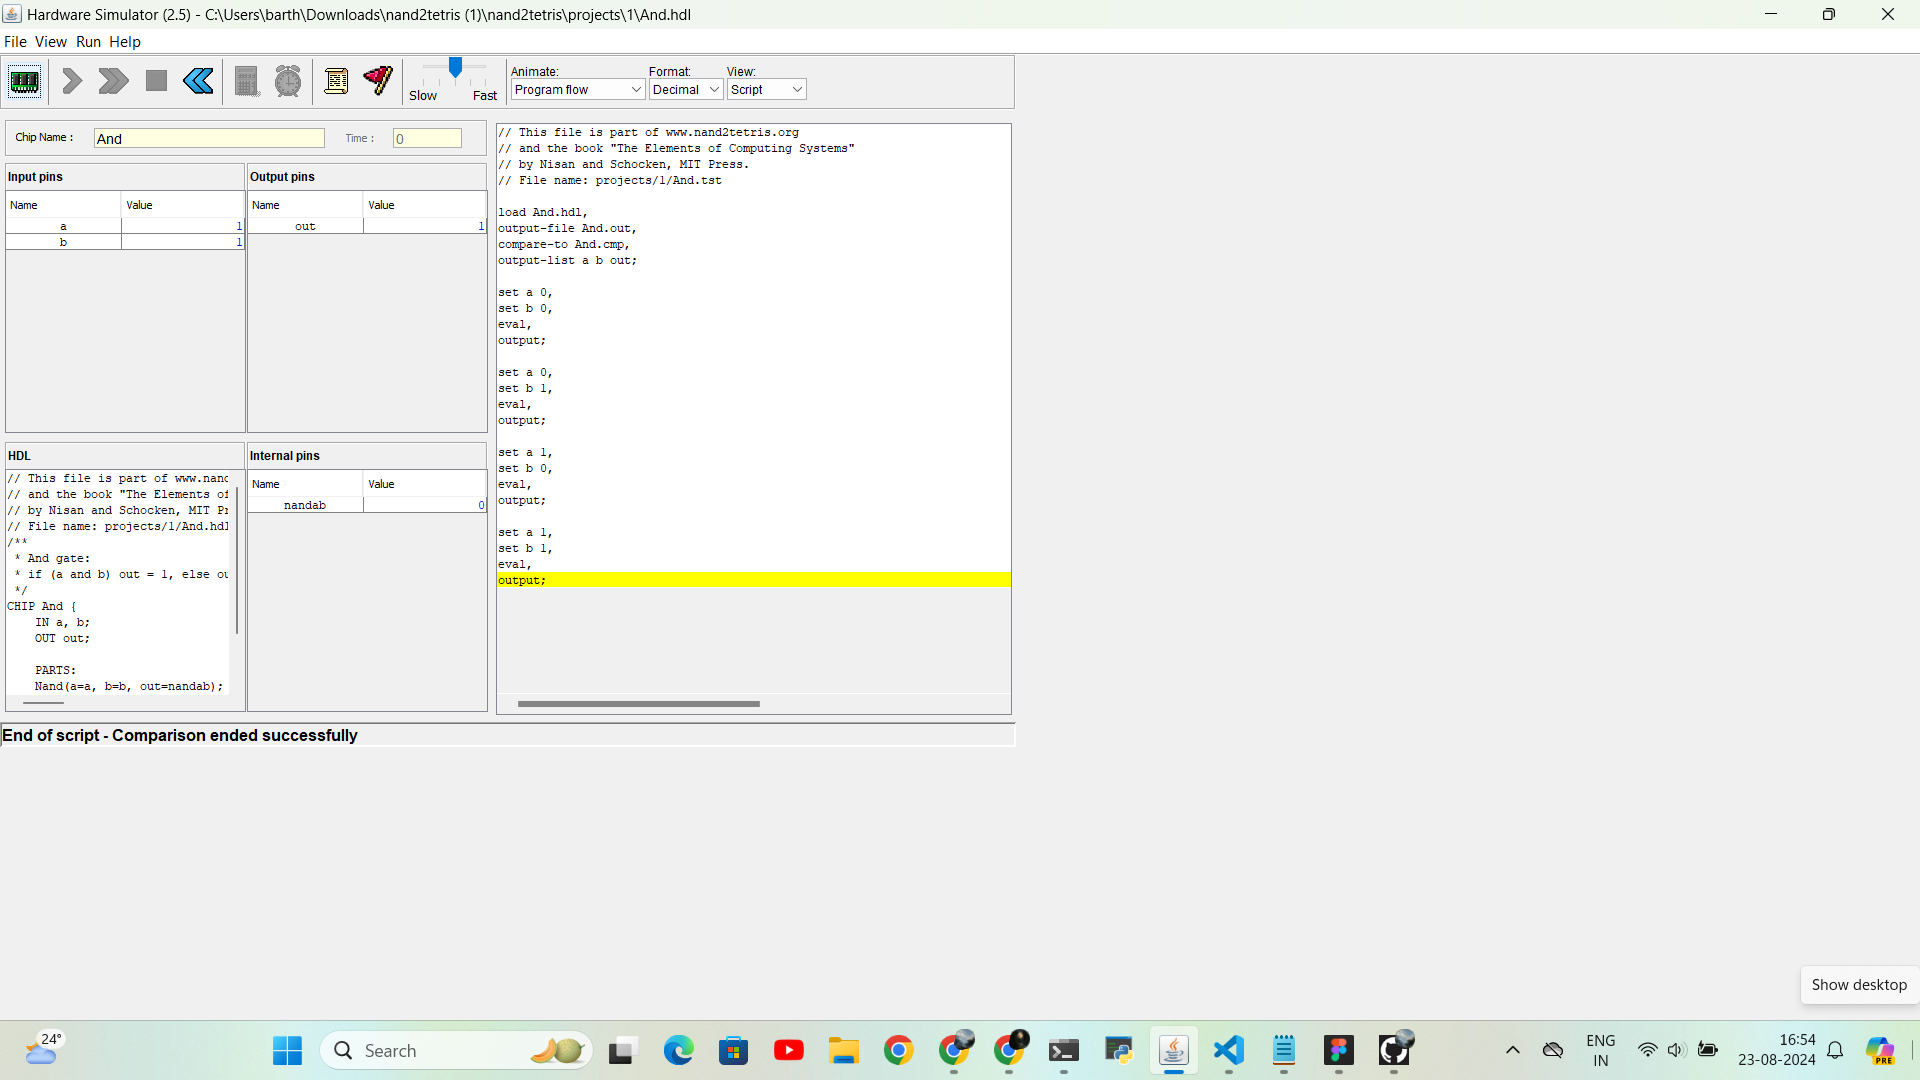 Hardware Simulator (2.5) - C:\Users\barth\Downloads\nand2tetris (1)\nand2tetris\projects\1\And.hdl
File View Run Help
Slow Fast
Animate: Format: View:
Program flow Decimal Script
Chip Name : And Time : 0
Input pins
Name Value
a 1
b 1
Output pins
Name Value
out 1
HDL
// This file is part of www.nand
// and the book "The Elements of
// by Nisan and Schocken, MIT Pr
// File name: projects/1/And.hdl
/**
* And gate:
* if (a and b) out = 1, else ou
*/
CHIP And {
IN a, b;
OUT out;
PARTS:
Nand(a=a, b=b, out=nandab);
Internal pins
Name Value
nandab 0
// This file is part of www.nand2tetris.org
// and the book "The Elements of Computing Systems"
// by Nisan and Schocken, MIT Press.
// File name: projects/1/And.tst
load And.hdl,
output-file And.out,
compare-to And.cmp,
output-list a b out;
set a 0,
set b 0,
eval,
output;
set a 0,
set b 1,
eval,
output;
set a 1,
set b 0,
eval,
output;
set a 1,
set b 1,
eval,
output;
End of script - Comparison ended successfully
Show desktop
24°
Search
ENG
IN
16:54
23-08-2024
PRE